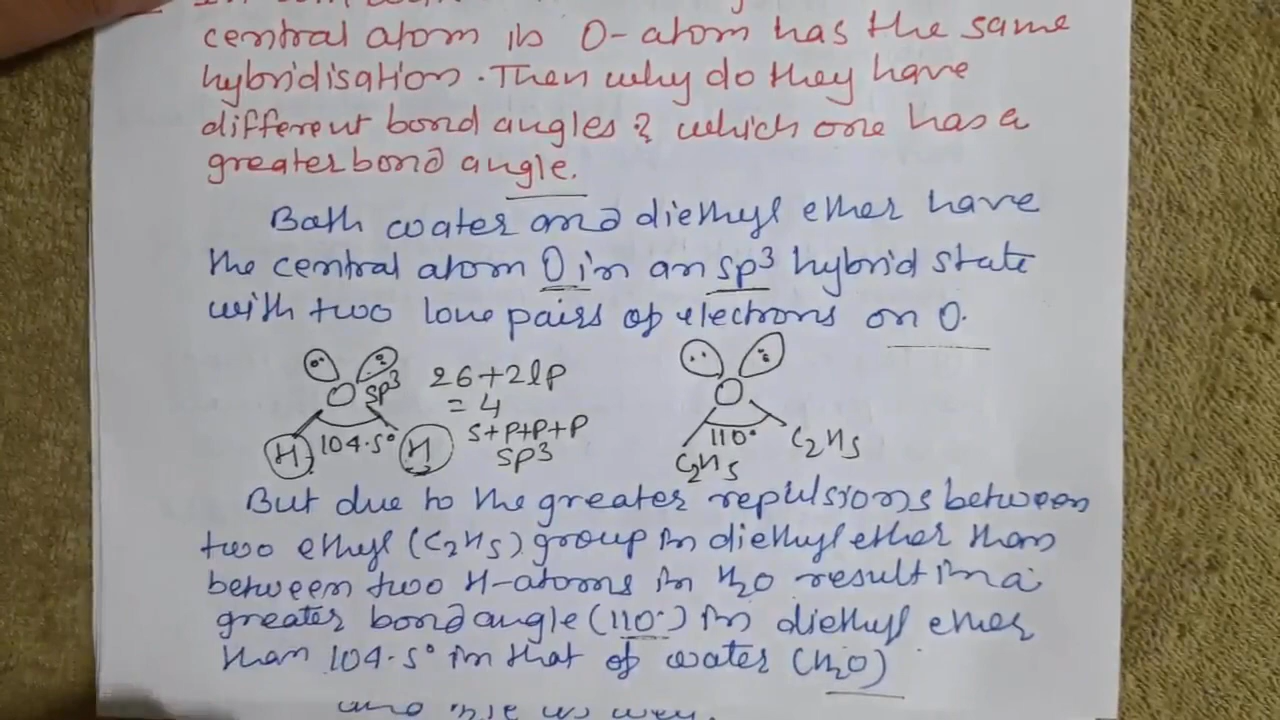 central atom is O-atom has the same
hybridisation. Then why do they have
different bond angles? which one has a
greater bond angle.
Both water and diethyl ether have
the central atom O in an sp³ hybrid state
with two lone pairs of electrons on O.
O sp³ 2б+2lp O
= 4
H 104.5° H s+p+p+p 110° C₂H₅
sp³ C₂H₅
But due to the greater repulsions between
two ethyl (C₂H₅) group in diethyl ether than
between two H-atoms in H₂O result in a
greater bond angle (110°) in diethyl ether
than 104.5° in that of water (H₂O)